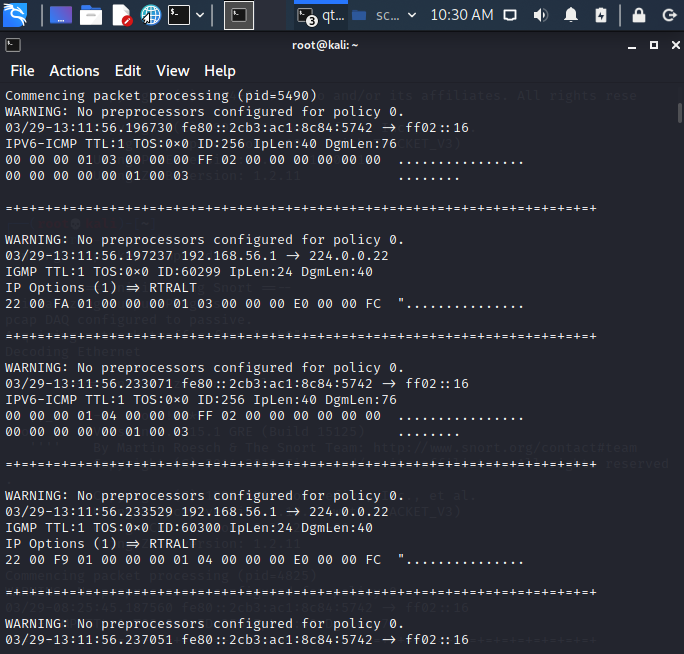 qt...
sc...
10:30 AM
3
root@kali: ~
File Actions Edit View Help
Commencing packet processing (pid=5490)
WARNING: No preprocessors configured for policy 0.
03/29-13:11:56.196730 fe80::2cb3:ac1:8c84:5742 -> ff02::16
IPV6-ICMP TTL:1 TOS:0x0 ID:256 IpLen:40 DgmLen:76
00 00 00 01 03 00 00 00 FF 02 00 00 00 00 00 00  ................
00 00 00 00 00 01 00 03                          ........
=+=+=+=+=+=+=+=+=+=+=+=+=+=+=+=+=+=+=+=+=+=+=+=+=+=+=+=+=+=+=+=+=+=+=+=+=+
WARNING: No preprocessors configured for policy 0.
03/29-13:11:56.197237 192.168.56.1 -> 224.0.0.22
IGMP TTL:1 TOS:0x0 ID:60299 IpLen:24 DgmLen:40
IP Options (1) => RTRALT
22 00 FA 01 00 00 00 01 03 00 00 00 E0 00 00 FC  "...............
=+=+=+=+=+=+=+=+=+=+=+=+=+=+=+=+=+=+=+=+=+=+=+=+=+=+=+=+=+=+=+=+=+=+=+=+=+
WARNING: No preprocessors configured for policy 0.
03/29-13:11:56.233071 fe80::2cb3:ac1:8c84:5742 -> ff02::16
IPV6-ICMP TTL:1 TOS:0x0 ID:256 IpLen:40 DgmLen:76
00 00 00 01 04 00 00 00 FF 02 00 00 00 00 00 00  ................
00 00 00 00 00 01 00 03                          ........
=+=+=+=+=+=+=+=+=+=+=+=+=+=+=+=+=+=+=+=+=+=+=+=+=+=+=+=+=+=+=+=+=+=+=+=+=+
WARNING: No preprocessors configured for policy 0.
03/29-13:11:56.233529 192.168.56.1 -> 224.0.0.22
IGMP TTL:1 TOS:0x0 ID:60300 IpLen:24 DgmLen:40
IP Options (1) => RTRALT
22 00 F9 01 00 00 00 01 04 00 00 00 E0 00 00 FC  "...............
=+=+=+=+=+=+=+=+=+=+=+=+=+=+=+=+=+=+=+=+=+=+=+=+=+=+=+=+=+=+=+=+=+=+=+=+=+
WARNING: No preprocessors configured for policy 0.
03/29-13:11:56.237051 fe80::2cb3:ac1:8c84:5742 -> ff02::16